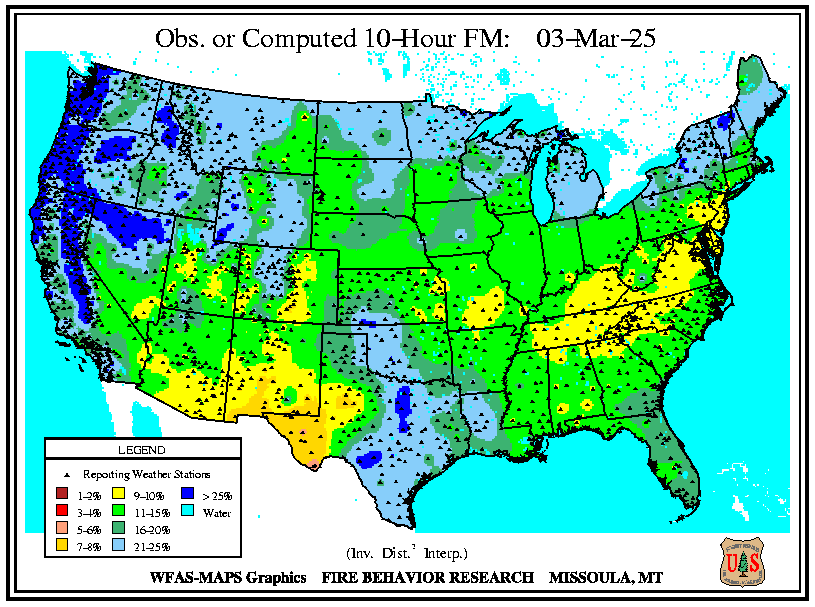 Obs. or Computed 10-Hour FM: 03-Mar-25
LEGEND
Reporting Weather Stations
1-2% 9-10% > 25%
3-4% 11-15% Water
5-6% 16-20%
7-8% 21-25%
(Inv. Dist.² Interp.)
WFAS-MAPS Graphics FIRE BEHAVIOR RESEARCH MISSOULA, MT
U S